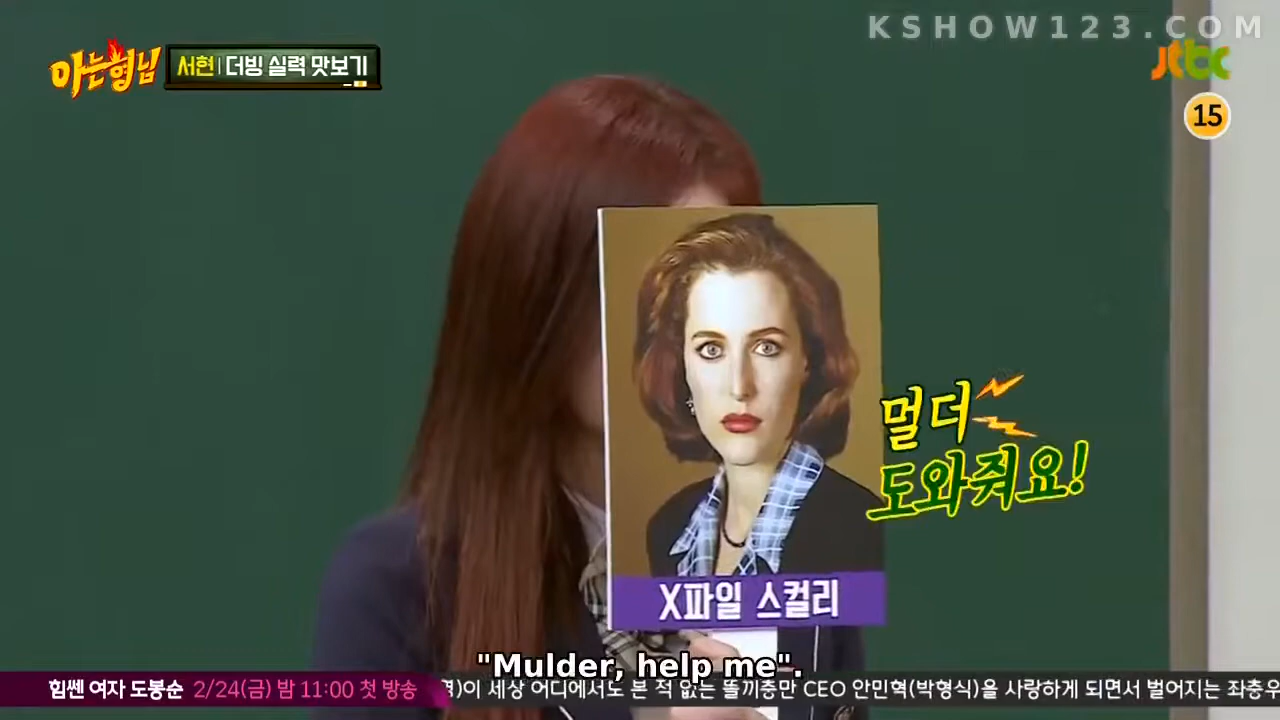 KSHOW123.COM
아는형님
서현 | 더빙 실력 맛보기
jtbc
15
멀더
도와줘요!
X파일 스컬리
"Mulder, help me".
힘쎈 여자 도봉순 2/24(금) 밤 11:00 첫 방송
)이 세상 어디에서도 본 적 없는 똘끼충만 CEO 안민혁(박형식)을 사랑하게 되면서 벌어지는 좌충우